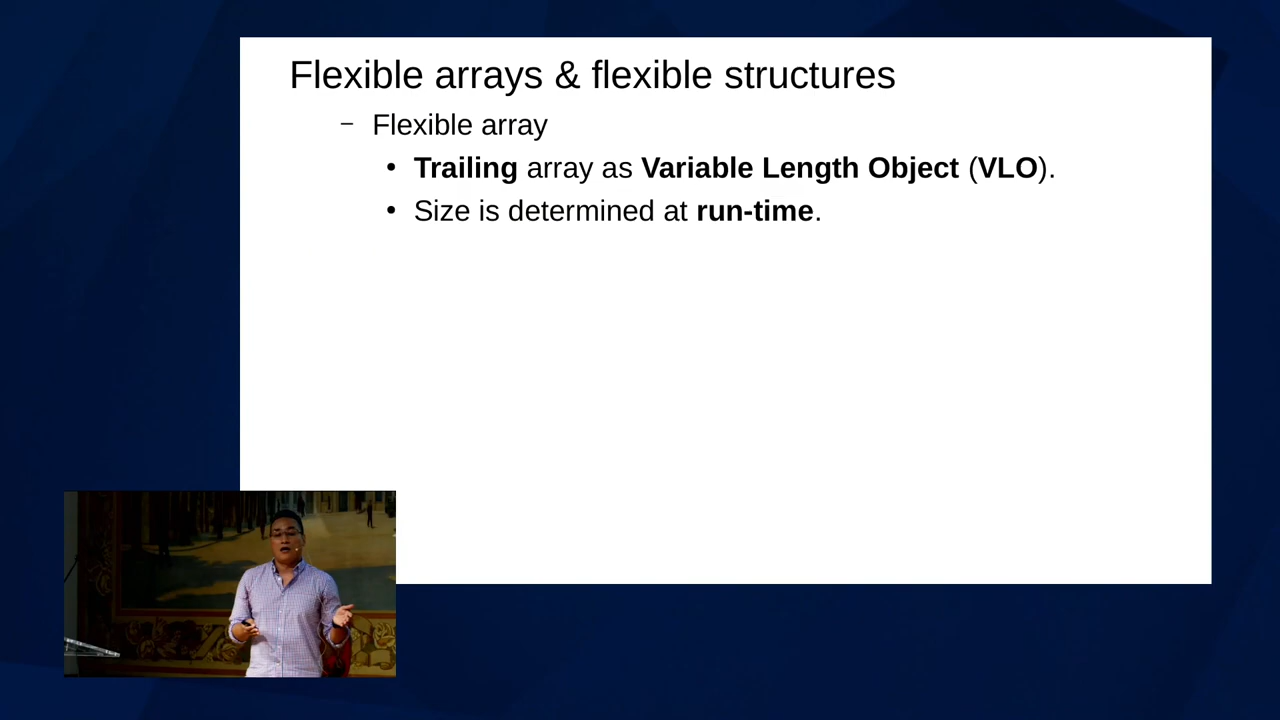 Flexible arrays & flexible structures
– Flexible array
• Trailing array as Variable Length Object (VLO).
• Size is determined at run-time.